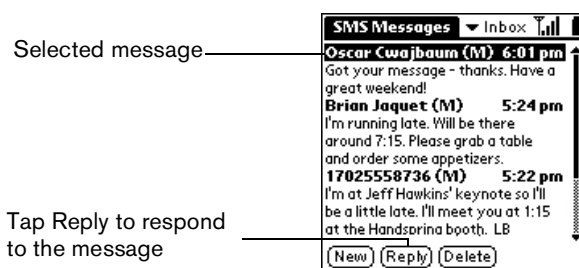 SMS Messages Inbox
Selected message
Oscar Cwajbaum (M) 6:01 pm
Got your message - thanks. Have a
great weekend!
Brian Jaquet (M) 5:24 pm
I'm running late. Will be there
around 7:15. Please grab a table
and order some appetizers.
17025558736 (M) 5:22 pm
I'm at Jeff Hawkins' keynote so I'll
be a little late. I'll meet you at 1:15
at the Handspring booth. LB
Tap Reply to respond
to the message
New Reply Delete